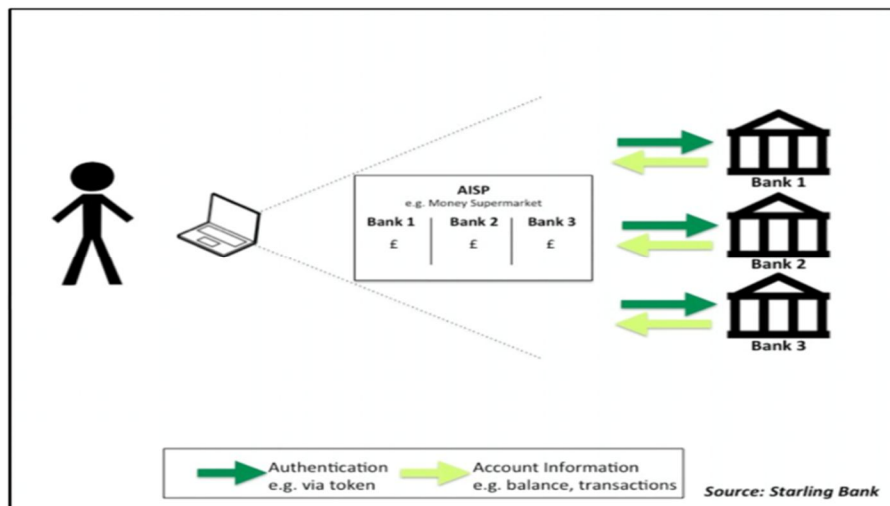 AISP
e.g. Money Supermarket
Bank 1 Bank 2 Bank 3
£ £ £
Bank 1
Bank 2
Bank 3
Authentication
e.g. via token
Account Information
e.g. balance, transactions
Source: Starling Bank